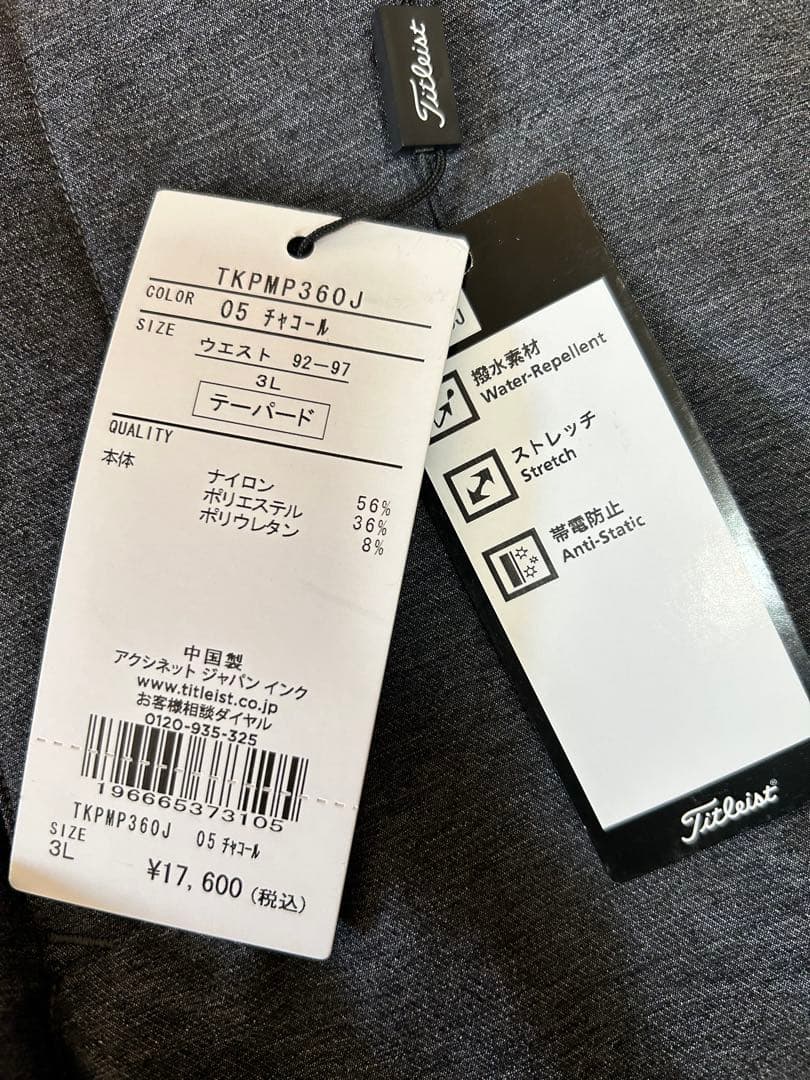 Titleist
TKPMP360J
COLOR 05 ﾁｬｺｰﾙ
SIZE
ウエスト 92-97
3L
テーパード
QUALITY
本体
ナイロン 56%
ポリエステル 36%
ポリウレタン 8%
中国製
アクシネット ジャパン インク
www.titleist.co.jp
お客様相談ダイヤル
0120-935-325
196665373105
TKPMP360J 05 ﾁｬｺｰﾙ
SIZE
3L
¥17,600 (税込)
J
撥水素材
Water-Repellent
ストレッチ
Stretch
帯電防止
Anti-Static
Titleist®